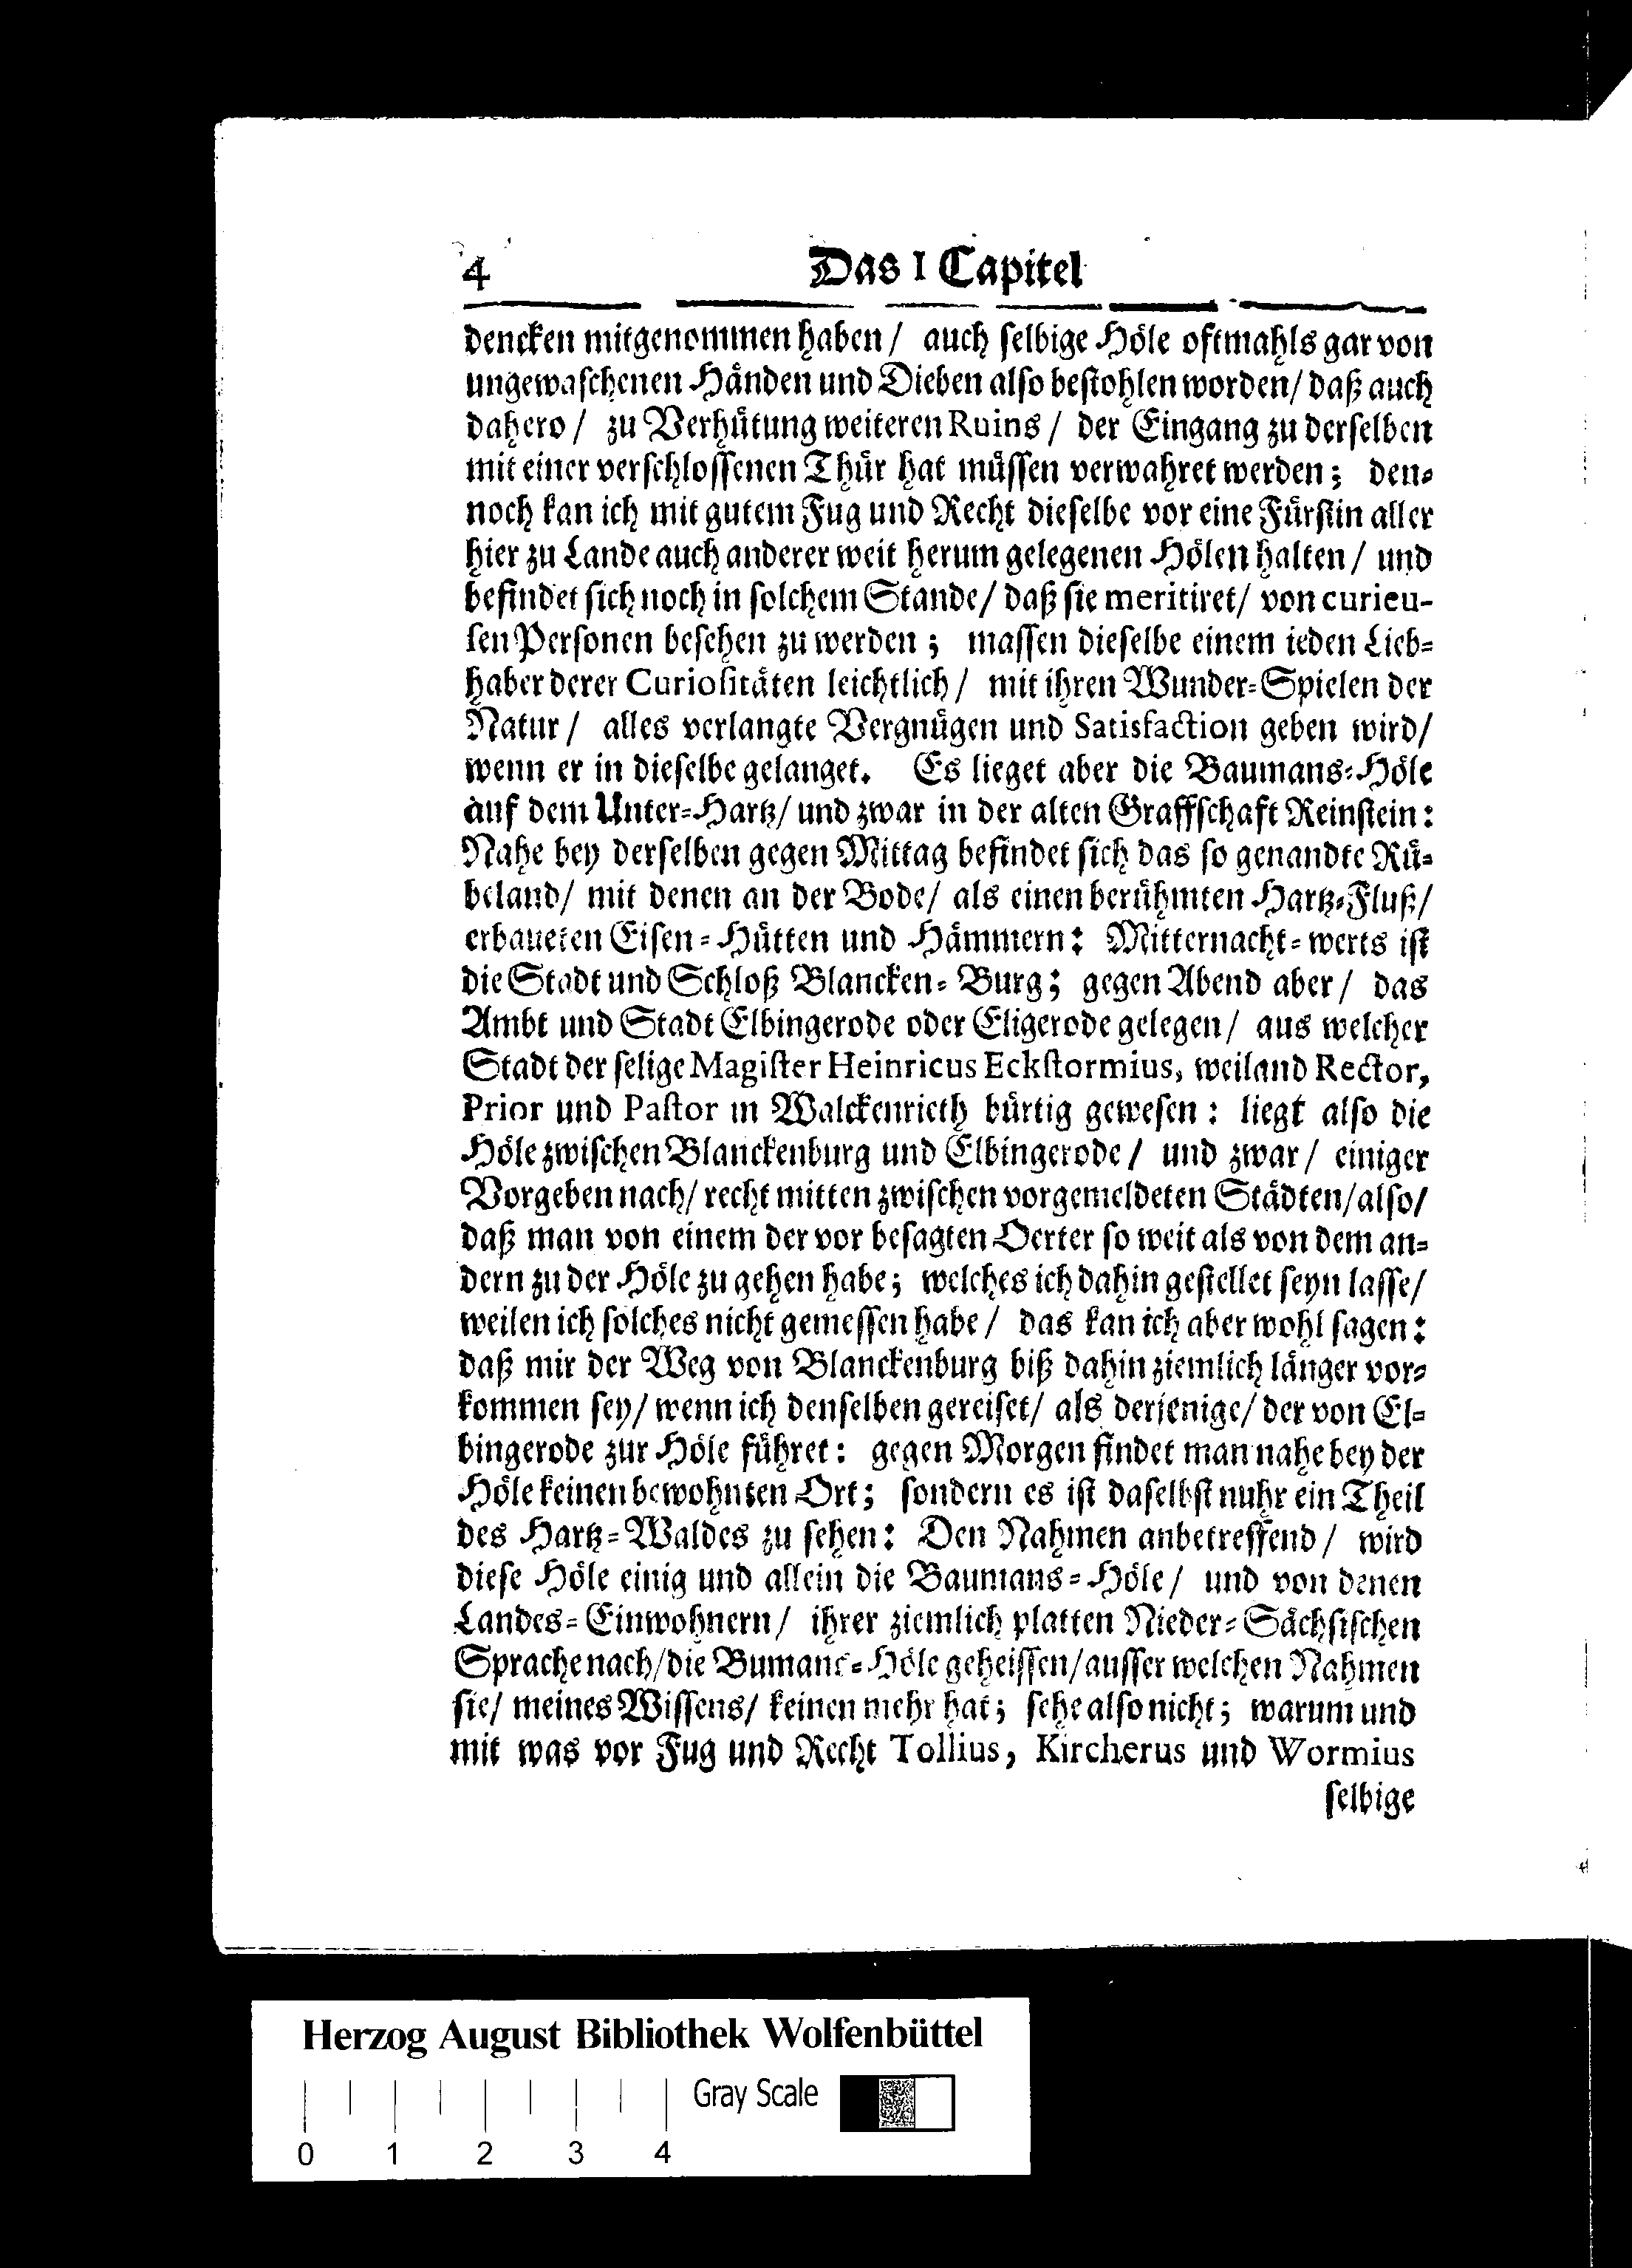 4 Das I Capitel
dencken mitgenommen haben/ auch selbige Höle oftmahls gar von
ungewaschenen Händen und Dieben also bestohlen worden/ daß auch
dahero/ zu Verhütung weiteren Ruins/ der Eingang zu derselben
mit einer verschlossenen Thür hat müssen verwahret werden; den-
noch kan ich mit gutem Fug und Recht dieselbe vor eine Fürstin aller
hier zu Lande auch anderer weit herum gelegenen Hölen halten/ und
befindet sich noch in solchem Stande/ daß sie meritiret/ von curieu-
sen Personen besehen zu werden; massen dieselbe einem ieden Lieb-
haber derer Curiositäten leichtlich/ mit ihren Wunder-Spielen der
Natur/ alles verlangte Vergnügen und Satisfaction geben wird/
wenn er in dieselbe gelanget. Es lieget aber die Baumans-Höle
auf dem Unter-Hartz/ und zwar in der alten Graffschaft Reinstein:
Nahe bey derselben gegen Mittag befindet sich das so genandte Rü-
beland/ mit denen an der Bode/ als einen berühmten Hartz-Fluß/
erbaueten Eisen-Hütten und Hämmern: Mitternacht-werts ist
die Stadt und Schloß Blancken-Burg; gegen Abend aber/ das
Ambt und Stadt Elbingerode oder Eligerode gelegen/ aus welcher
Stadt der selige Magister Heinricus Eckstormius, weiland Rector,
Prior und Pastor in Walckenrieth bürtig gewesen: liegt also die
Höle zwischen Blanckenburg und Elbingerode/ und zwar/ einiger
Vorgeben nach/ recht mitten zwischen vorgemeldeten Städten/ also/
daß man von einem der vor besagten Oerter so weit als von dem an-
dern zu der Höle zu gehen habe; welches ich dahin gestellet seyn lasse/
weilen ich solches nicht gemessen habe/ das kan ich aber wohl sagen:
daß mir der Weg von Blanckenburg biß dahin ziemlich länger vor-
kommen sey/ wenn ich denselben gereiset/ als derjenige/ der von El-
bingerode zur Höle führet: gegen Morgen findet man nahe bey der
Höle keinen bewohnten Ort; sondern es ist daselbst nuhr ein Theil
des Hartz-Waldes zu sehen: Den Nahmen anbetreffend/ wird
diese Höle einig und allein die Baumans-Höle/ und von denen
Landes-Einwohnern/ ihrer ziemlich platten Nieder-Sächsischen
Sprache nach/ die Bumans-Höle geheissen/ ausser welchen Nahmen
sie/ meines Wissens/ keinen mehr hat; sehe also nicht; warum und
mit was vor Fug und Recht Tollius, Kircherus und Wormius
selbige
Herzog August Bibliothek Wolfenbüttel
Gray Scale
0 1 2 3 4